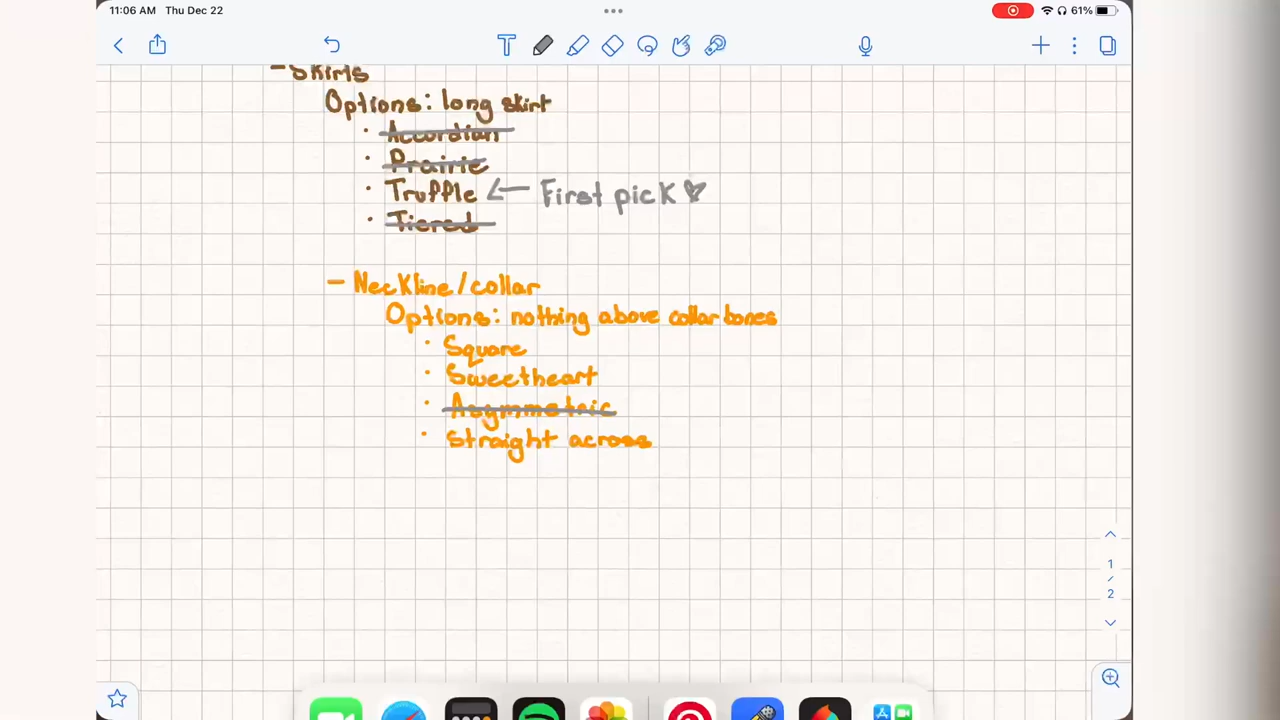 11:06 AM Thu Dec 22
61%
- Skirts
Options: long skirt
· Accordian
· Prairie
· Truffle ← First pick
· Tiered
- Neckline/collar
Options: nothing above collar bones
· Square
· Sweetheart
· Asymmetric
· Straight across
1
/
2